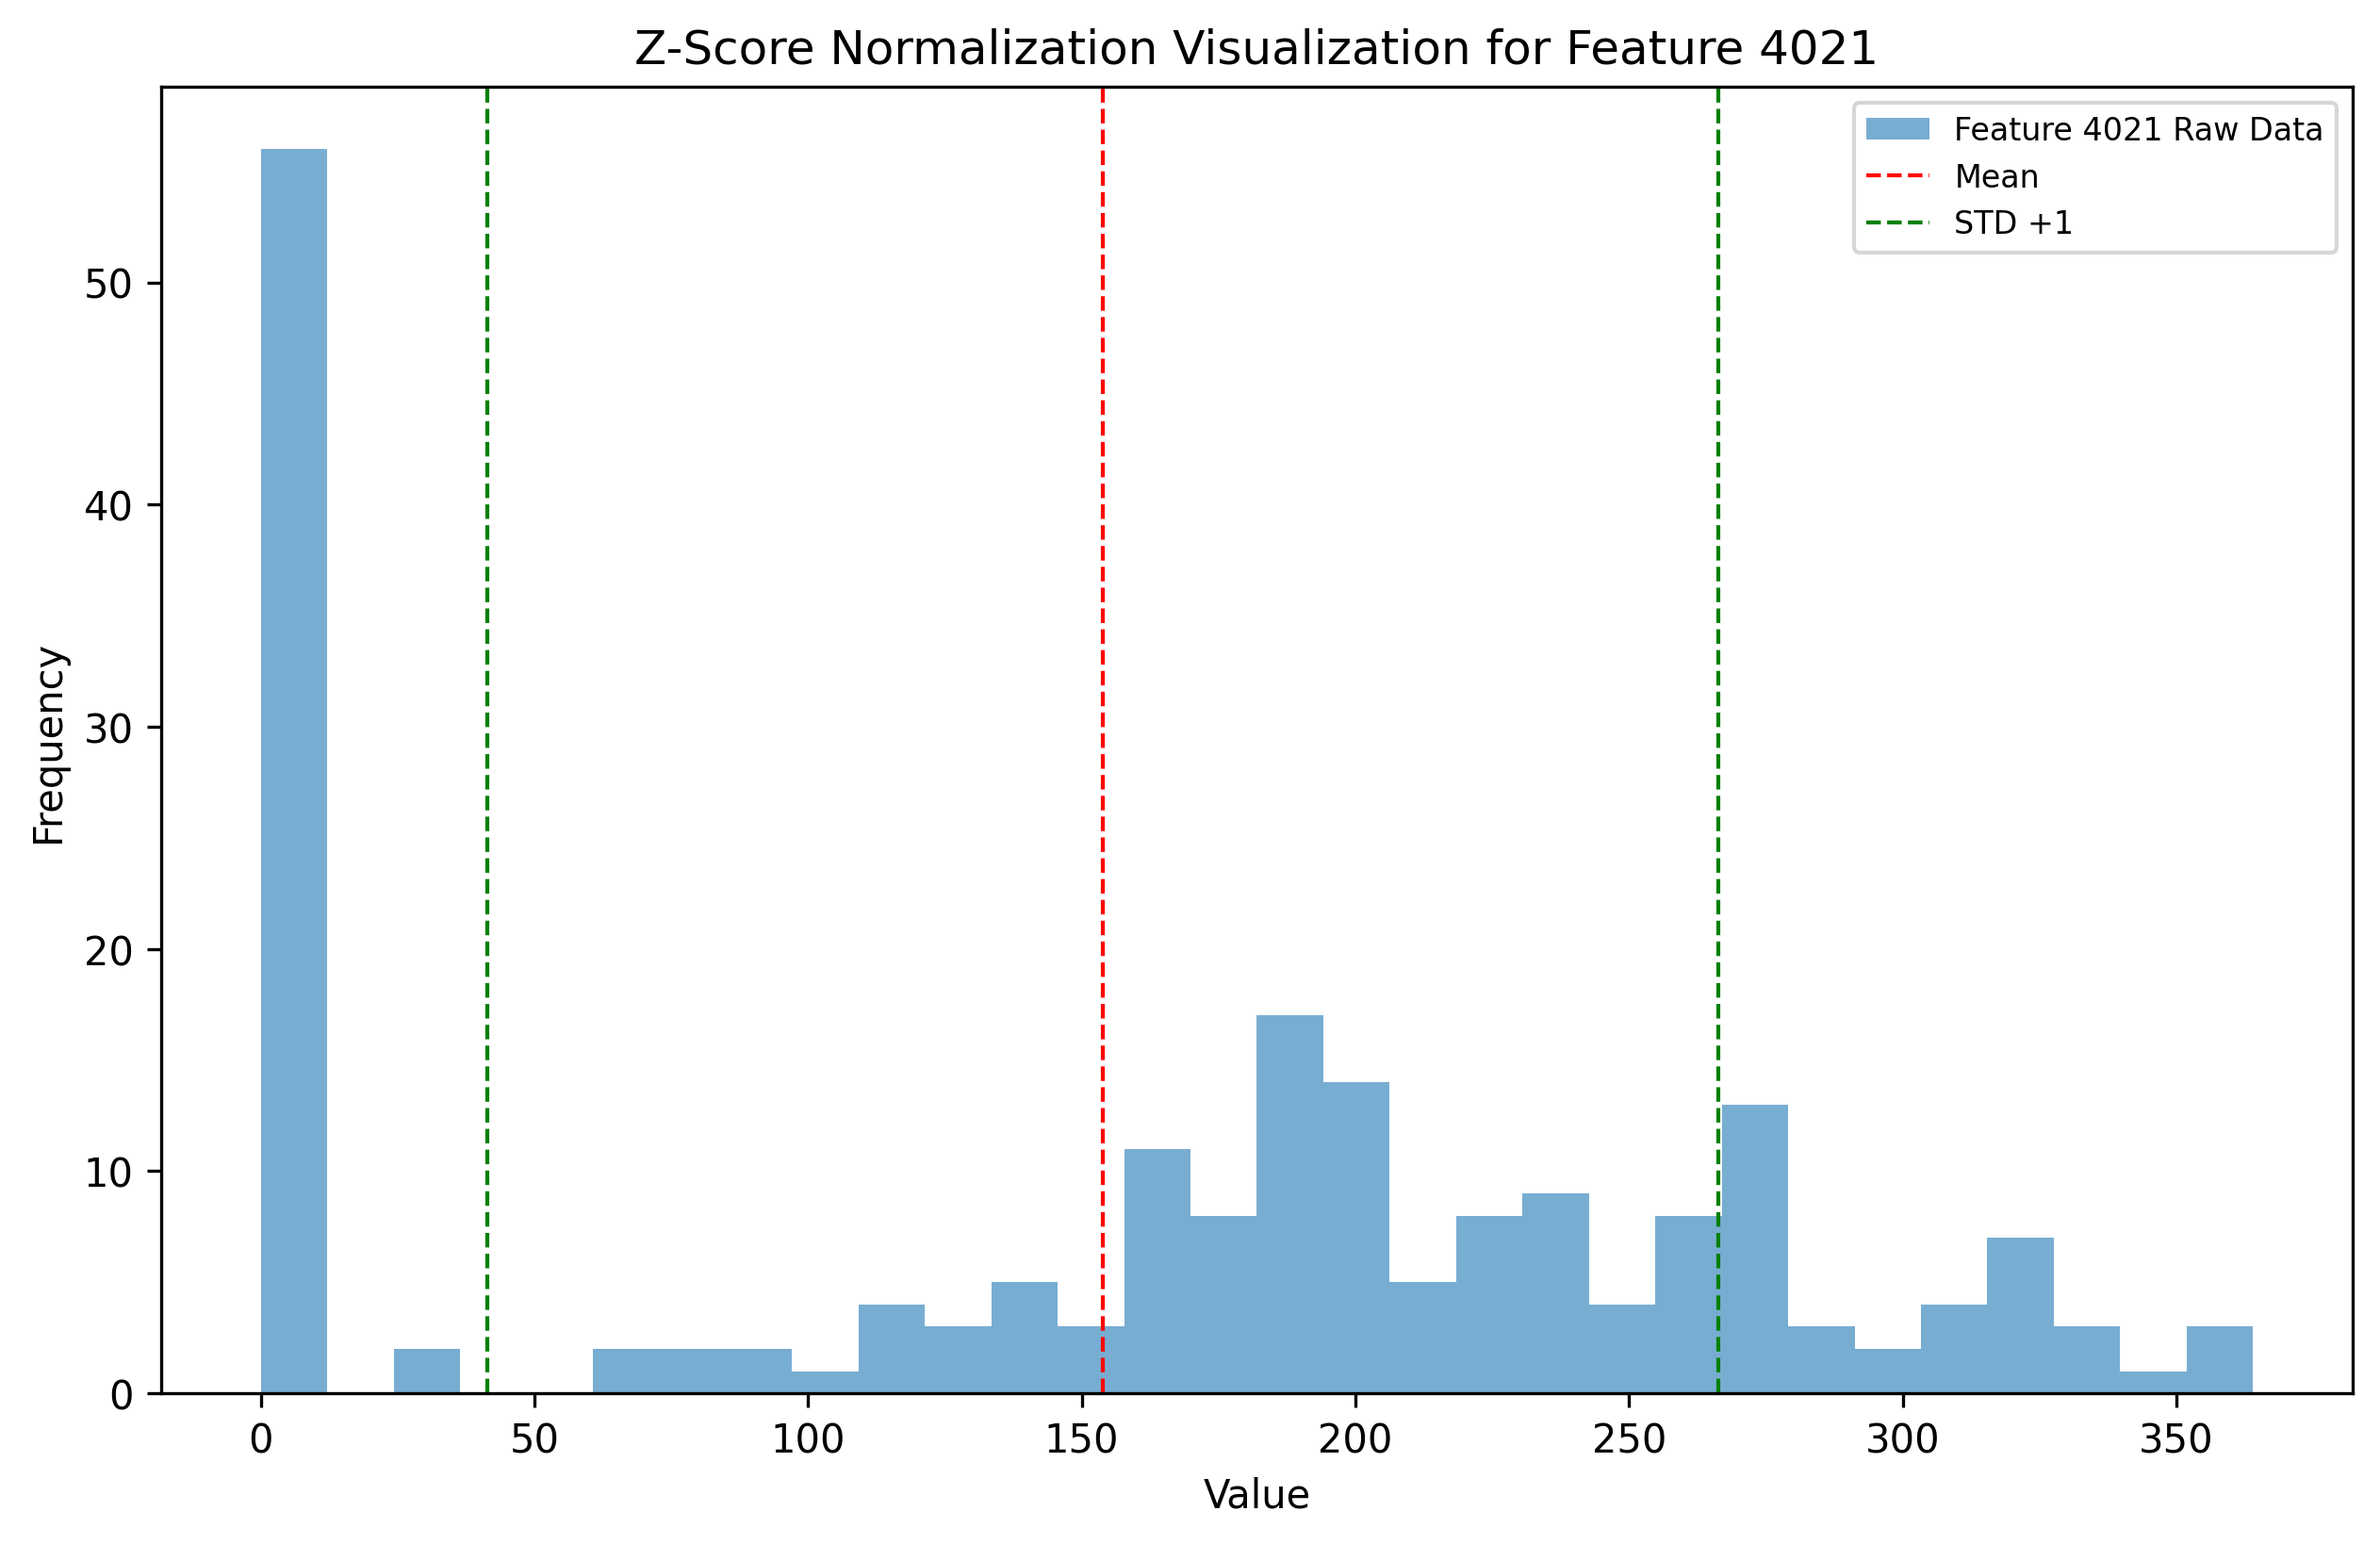 Z-Score Normalization Visualization for Feature 4021
Feature 4021 Raw Data
Mean
STD +1
50
40
30
20
10
0
Frequency
0 50 100 150 200 250 300 350
Value